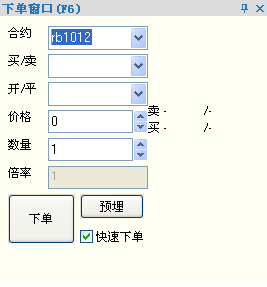 下单窗口(F6)
合约 rb1012
买/卖
开/平
价格 0 卖 - /-
买 - /-
数量 1
倍率 1
下单 预埋
快速下单